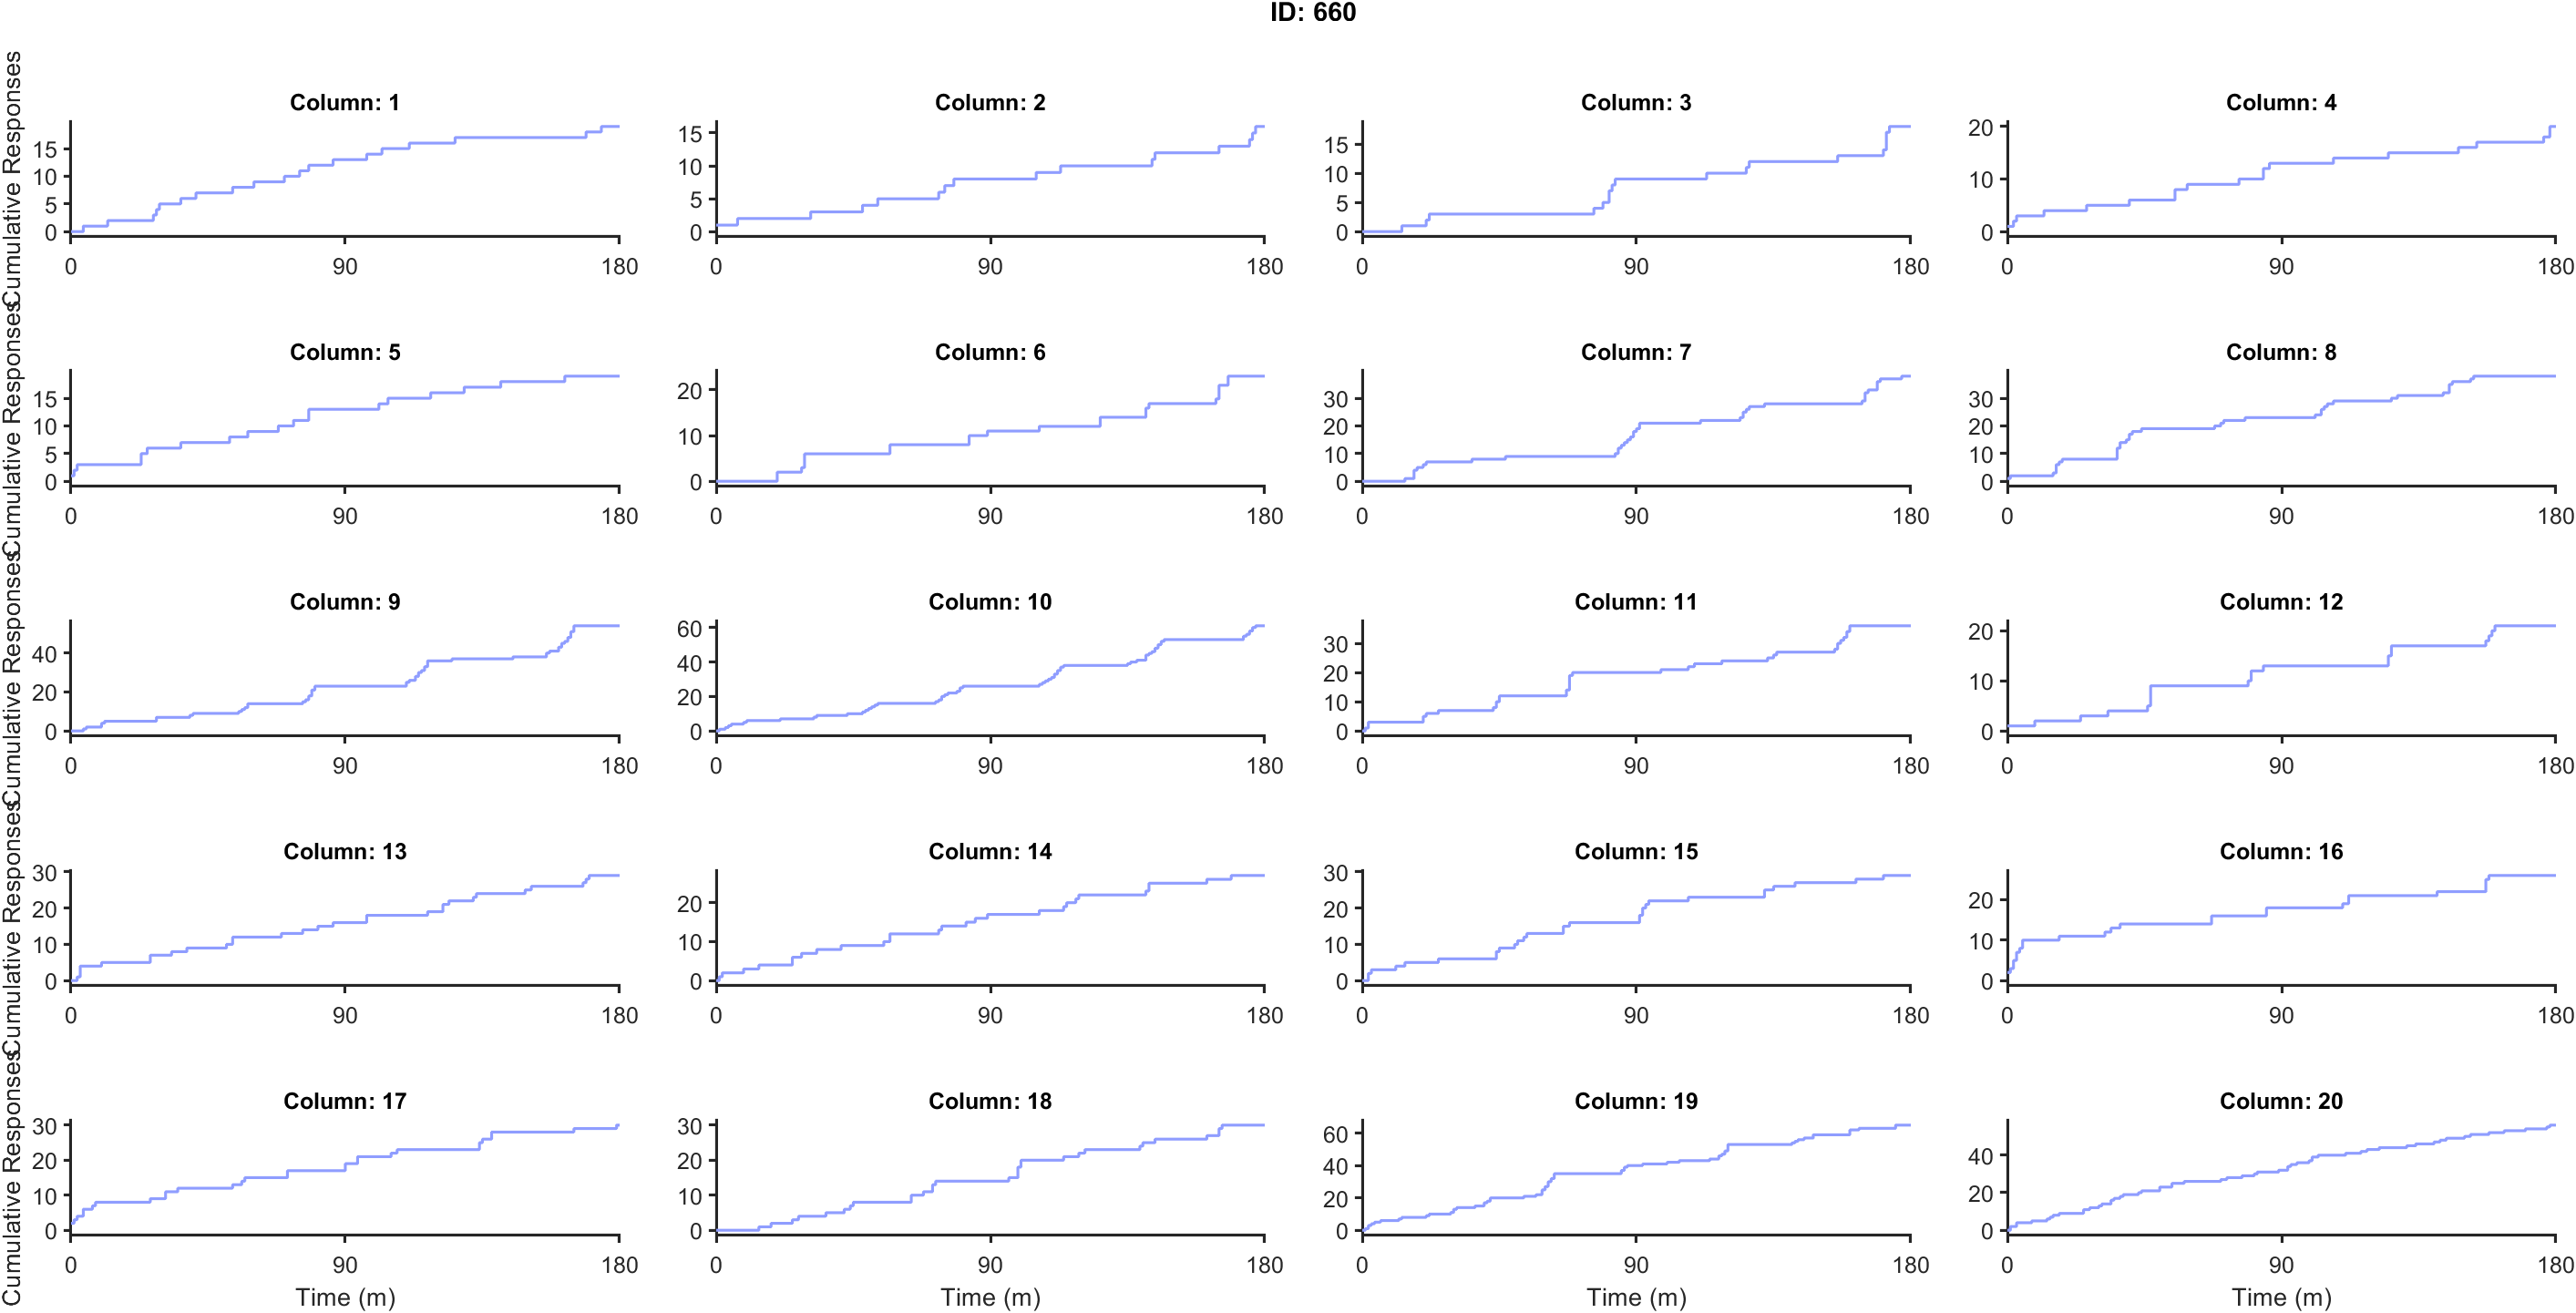 ID: 660
Column: 1 Column: 2 Column: 3 Column: 4
Cumulative Responses
15 15 15 20
10 10 10 10
5 5 5
0 0 0 0
0 90 180 0 90 180 0 90 180 0 90 180
Column: 5 Column: 6 Column: 7 Column: 8
Cumulative Responses
15 20 30 30
10 10 20 20
5 10 10
0 0 0 0
0 90 180 0 90 180 0 90 180 0 90 180
Column: 9 Column: 10 Column: 11 Column: 12
Cumulative Responses
40 60 30 20
20 40 20 10
20 10
0 0 0 0
0 90 180 0 90 180 0 90 180 0 90 180
Column: 13 Column: 14 Column: 15 Column: 16
Cumulative Responses
30 20 30 20
20 10 20 10
10 10
0 0 0 0
0 90 180 0 90 180 0 90 180 0 90 180
Column: 17 Column: 18 Column: 19 Column: 20
Cumulative Responses
30 30 60 40
20 20 40 20
10 10 20
0 0 0 0
0 90 180 0 90 180 0 90 180 0 90 180
Time (m) Time (m) Time (m) Time (m)